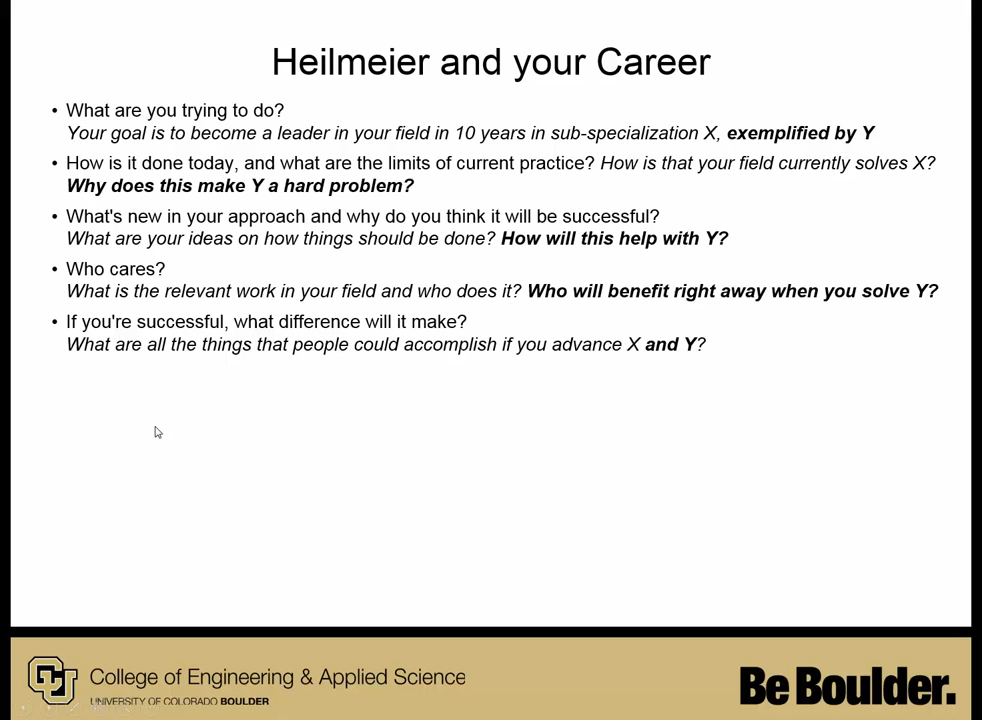 Heilmeier and your Career
• What are you trying to do?
Your goal is to become a leader in your field in 10 years in sub-specialization X, exemplified by Y
• How is it done today, and what are the limits of current practice? How is that your field currently solves X?
Why does this make Y a hard problem?
• What's new in your approach and why do you think it will be successful?
What are your ideas on how things should be done? How will this help with Y?
• Who cares?
What is the relevant work in your field and who does it? Who will benefit right away when you solve Y?
• If you're successful, what difference will it make?
What are all the things that people could accomplish if you advance X and Y?
CU
College of Engineering & Applied Science
UNIVERSITY OF COLORADO BOULDER
Be Boulder.